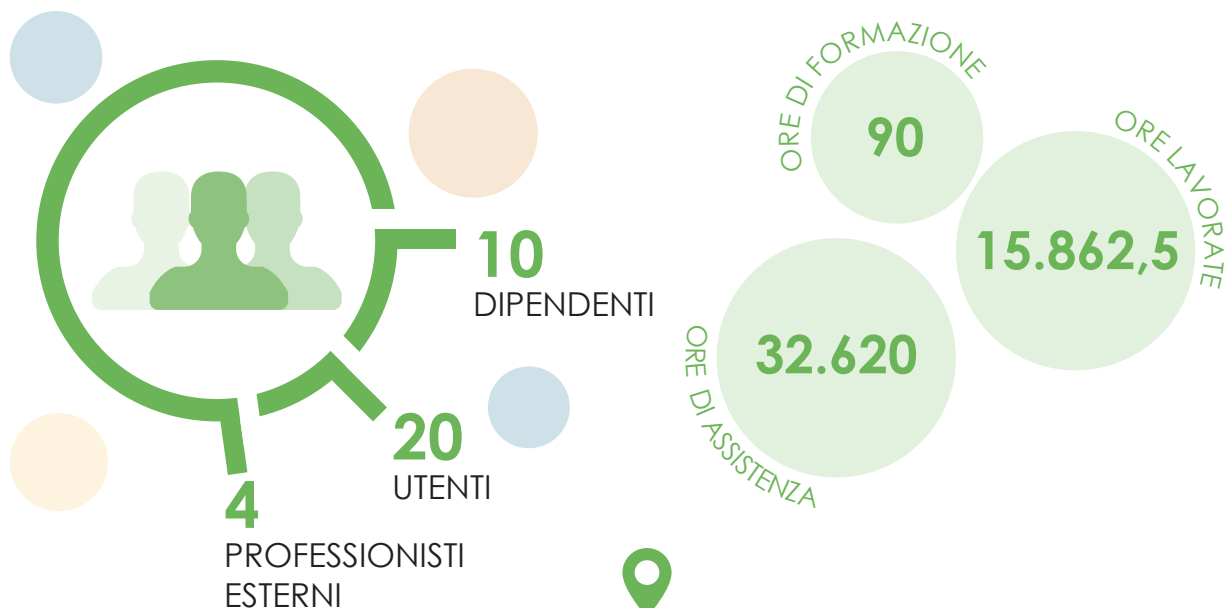 10
DIPENDENTI
20
UTENTI
4
PROFESSIONISTI
ESTERNI
ORE DI FORMAZIONE
90
ORE LAVORATE
15.862,5
ORE DI ASSISTENZA
32.620